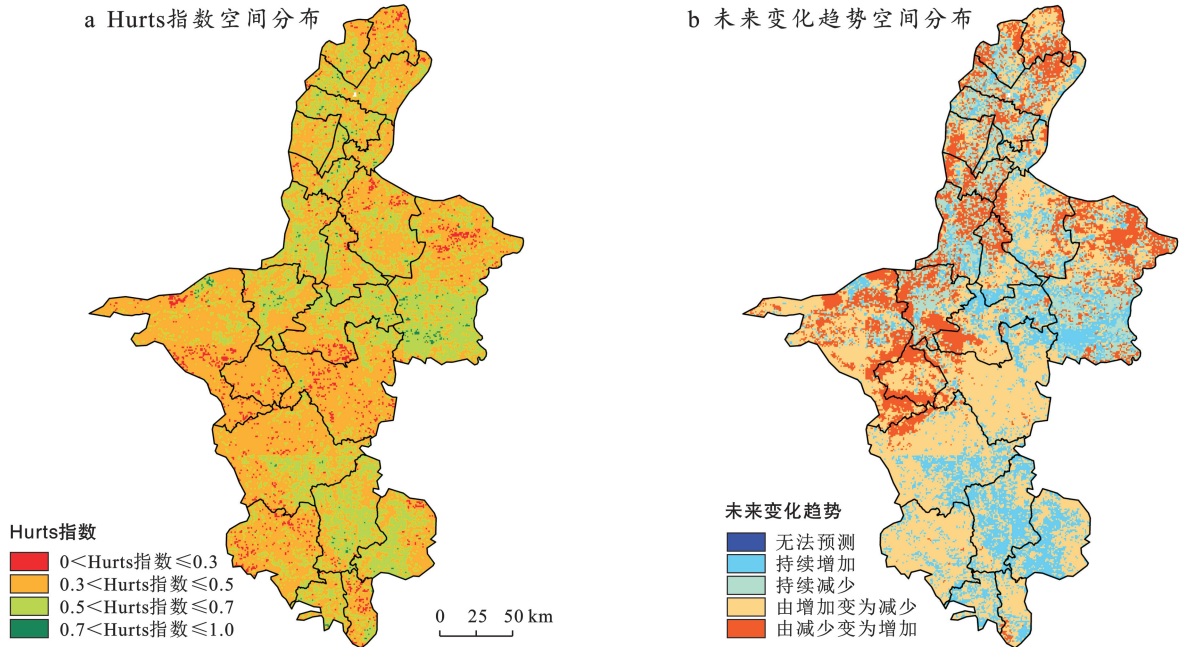 a Hurts指数空间分布
Hurts指数
0<Hurts指数≤0.3
0.3<Hurts指数≤0.5
0.5<Hurts指数≤0.7
0.7<Hurts指数≤1.0
0 25 50 km
b 未来变化趋势空间分布
未来变化趋势
无法预测
持续增加
持续减少
由增加变为减少
由减少变为增加